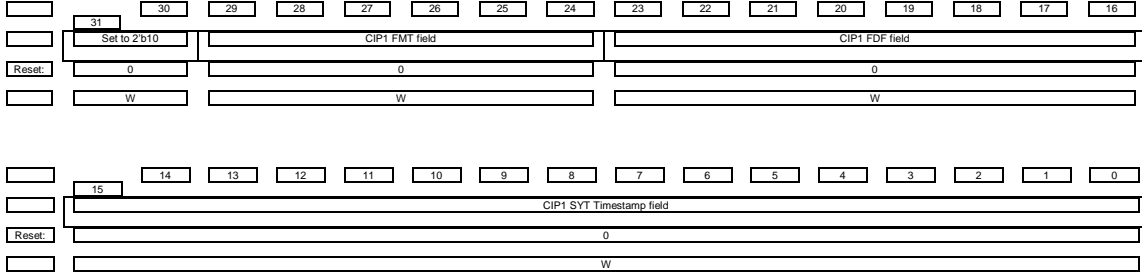 30 29 28 27 26 25 24 23 22 21 20 19 18 17 16
31
Set to 2'b10 CIP1 FMT field CIP1 FDF field
Reset: 0 0 0
W W W
14 13 12 11 10 9 8 7 6 5 4 3 2 1 0
15
CIP1 SYT Timestamp field
Reset: 0
W